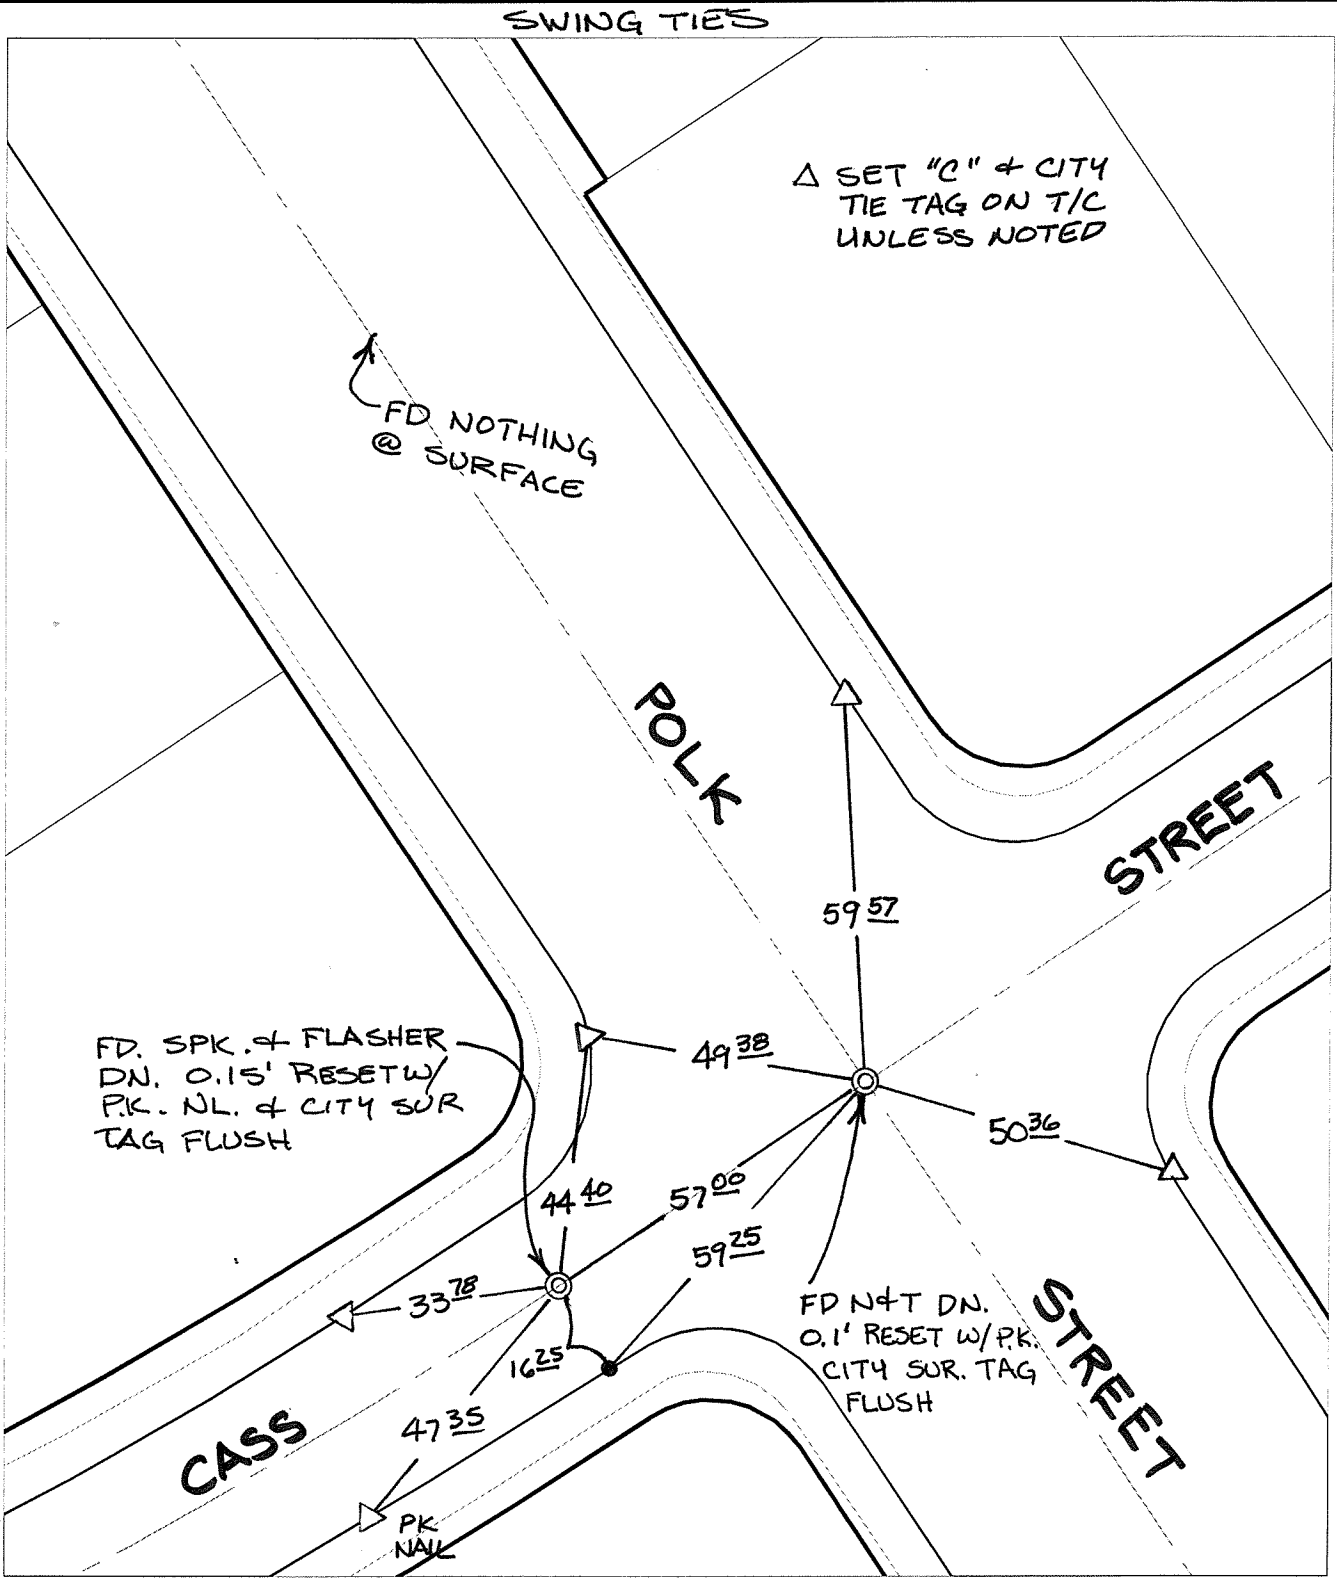 SWING TIES
△ SET "C" & CITY
TIE TAG ON T/C
UNLESS NOTED
FD NOTHING
@ SURFACE
POLK
STREET
59 57
49 38
FD. SPK. & FLASHER
DN. 0.15' RESET W/
P.K. NL. & CITY SUR
TAG FLUSH
50 36
44 40
57 00
59 25
33 78
FD N&T DN.
0.1' RESET W/P.K.
CITY SUR. TAG
FLUSH
STREET
16 25
47 35
CASS
PK
NAIL